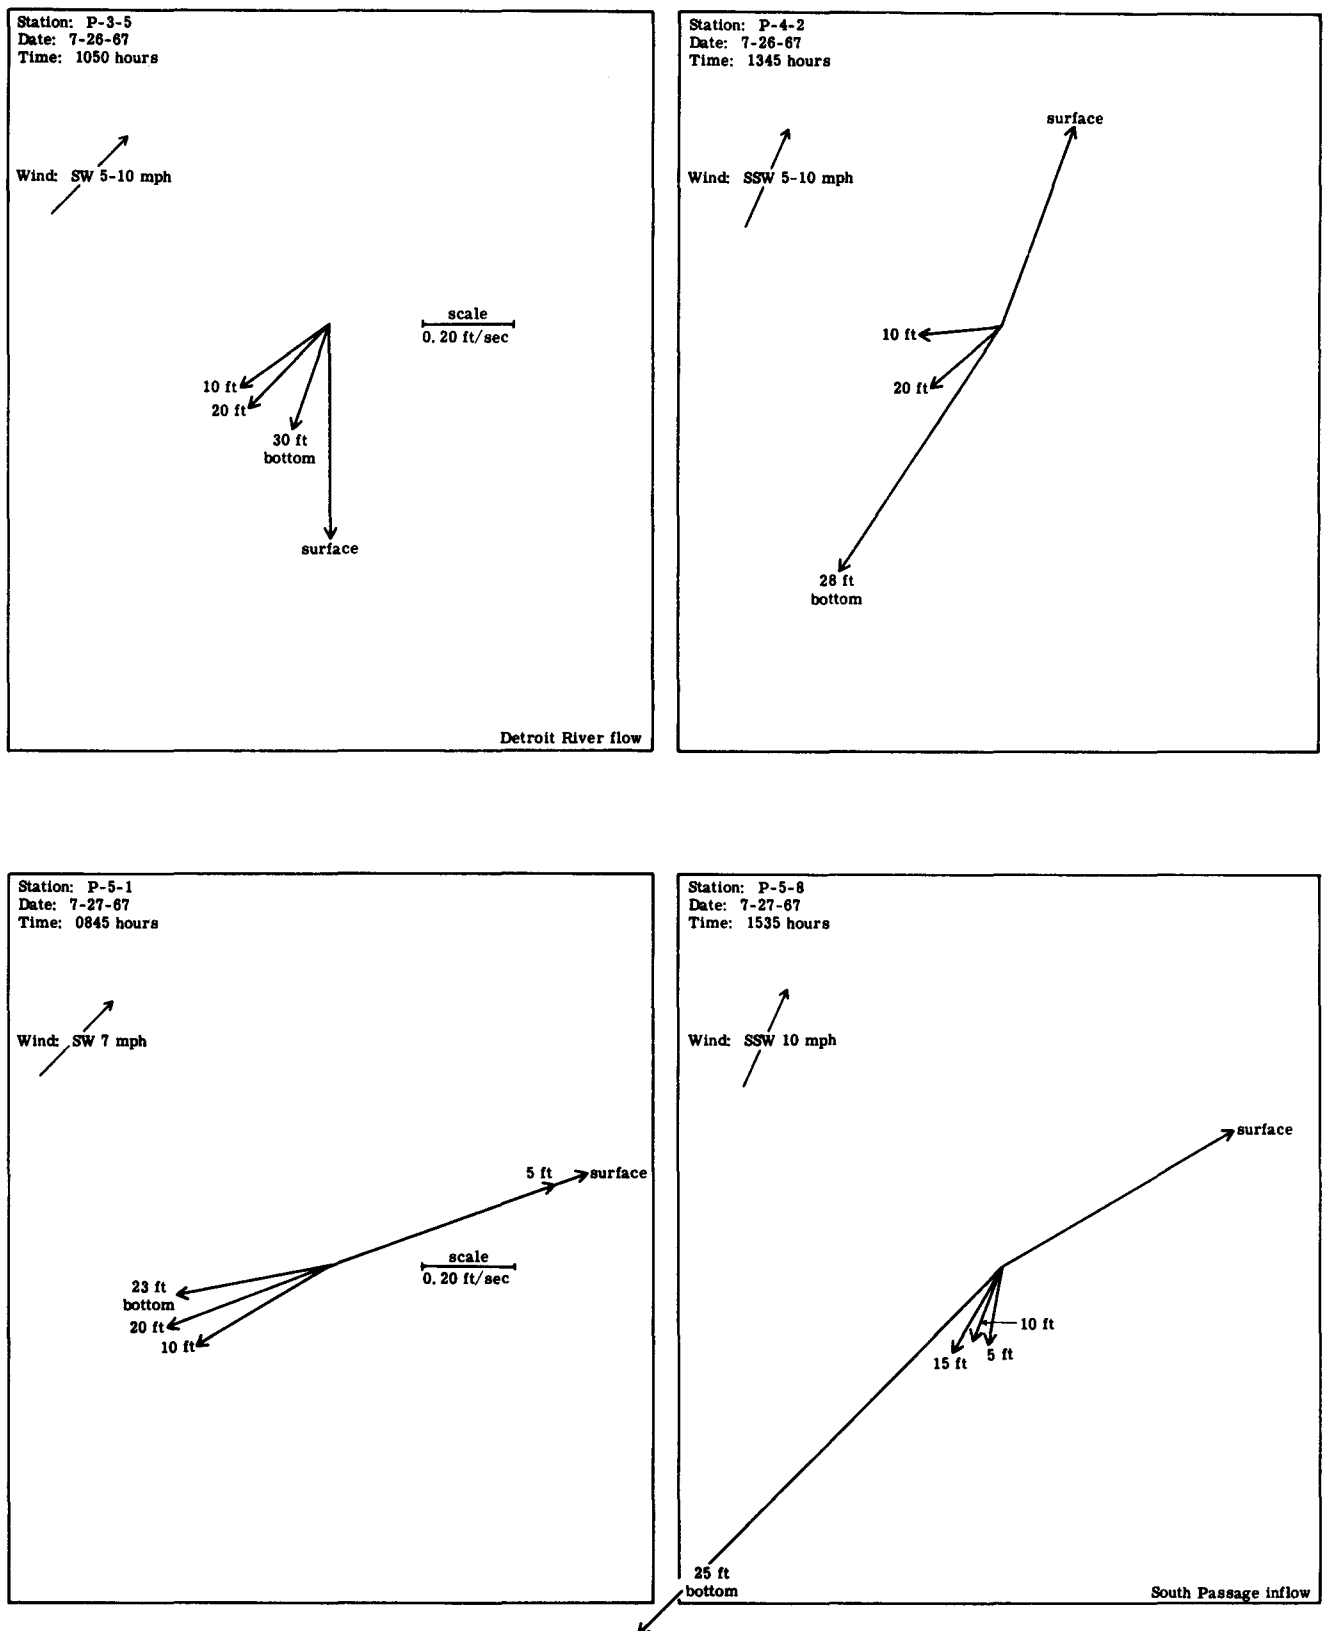 Station: P-3-5
Date: 7-26-67
Time: 1050 hours
Wind: SW 5-10 mph
scale
0.20 ft/sec
10 ft
20 ft
30 ft
bottom
surface
Detroit River flow
Station: P-4-2
Date: 7-26-67
Time: 1345 hours
surface
Wind: SSW 5-10 mph
10 ft
20 ft
28 ft
bottom
Station: P-5-1
Date: 7-27-67
Time: 0845 hours
Wind: SW 7 mph
5 ft
surface
scale
0.20 ft/sec
23 ft
bottom
20 ft
10 ft
Station: P-5-8
Date: 7-27-67
Time: 1535 hours
Wind: SSW 10 mph
surface
10 ft
5 ft
15 ft
25 ft
bottom
South Passage inflow